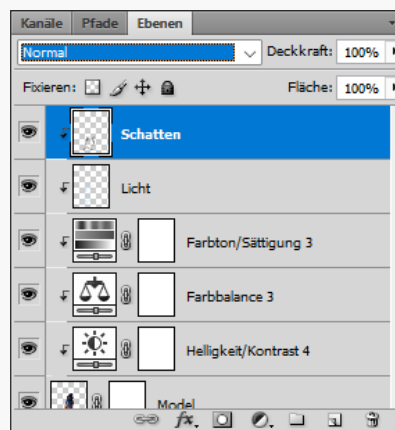 Kanäle Pfade Ebenen
Normal Deckkraft: 100%
Fixieren: Fläche: 100%
Schatten
Licht
Farbton/Sättigung 3
Farbbalance 3
Helligkeit/Kontrast 4
Model
fx.